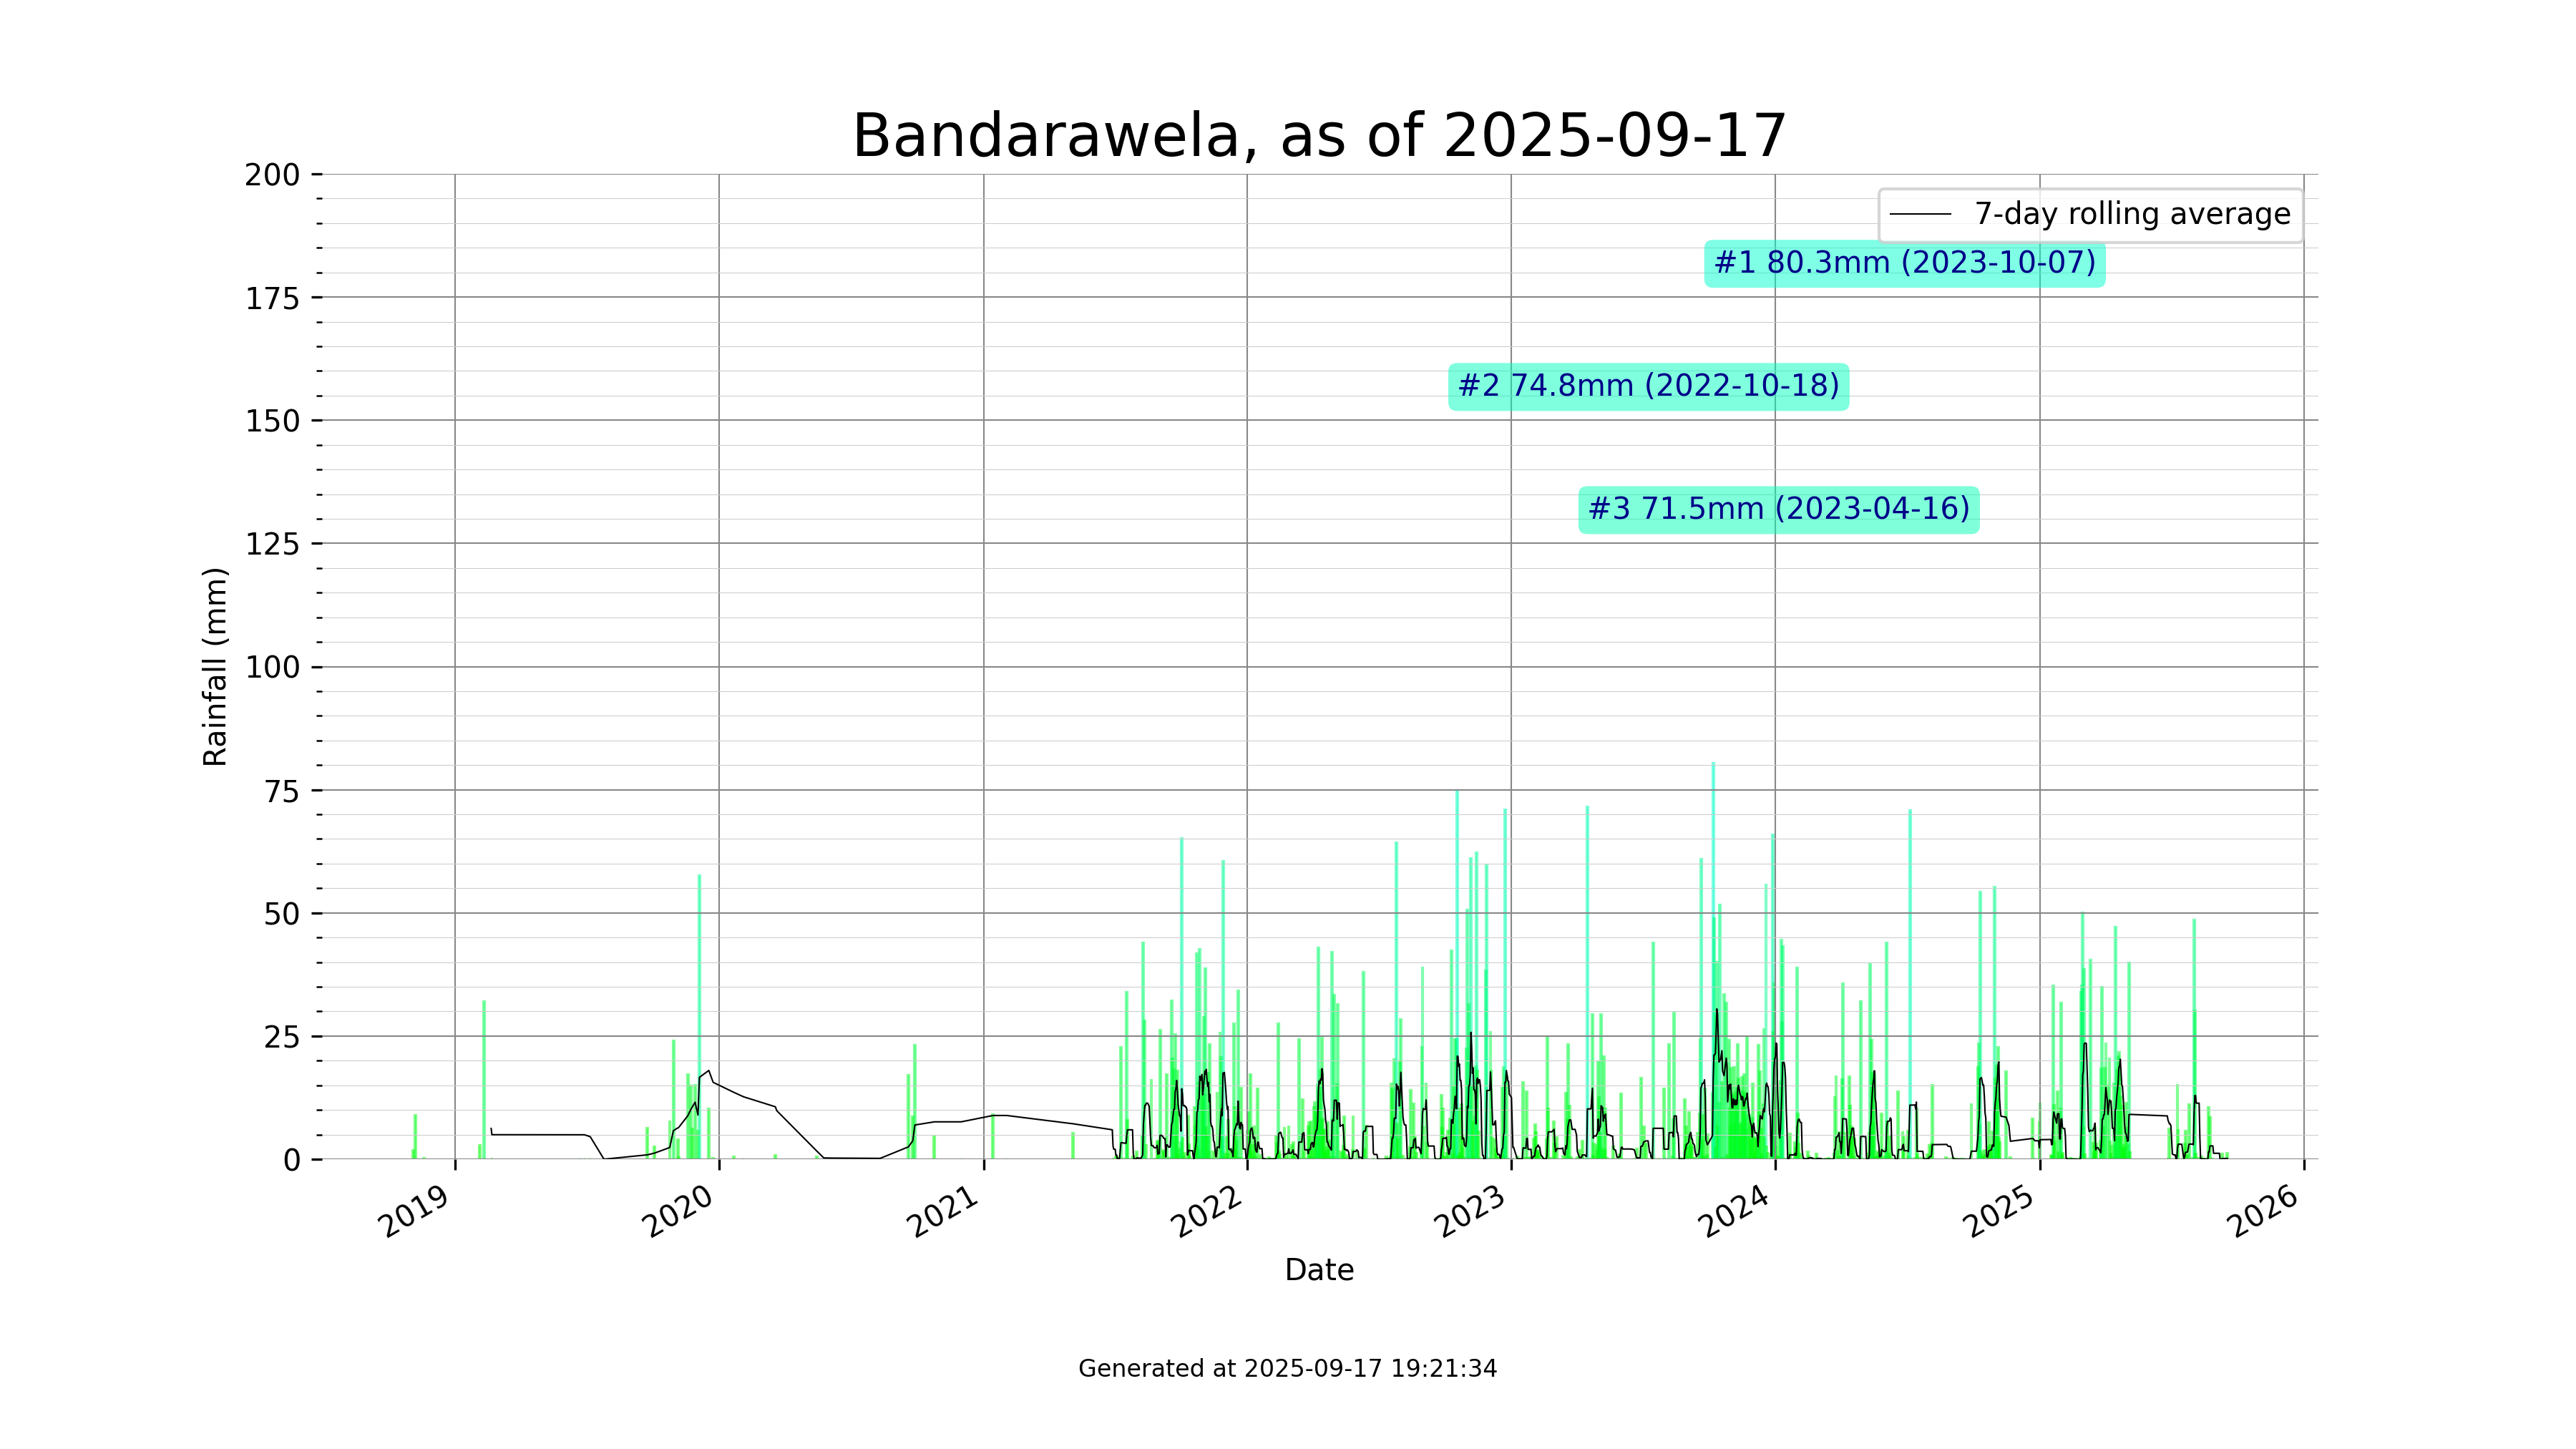 Bandarawela, as of 2025-09-17
200
175
150
125
100
75
50
25
0
Rainfall (mm)
7-day rolling average
#1 80.3mm (2023-10-07)
#2 74.8mm (2022-10-18)
#3 71.5mm (2023-04-16)
2019
2020
2021
2022
2023
2024
2025
2026
Date
Generated at 2025-09-17 19:21:34